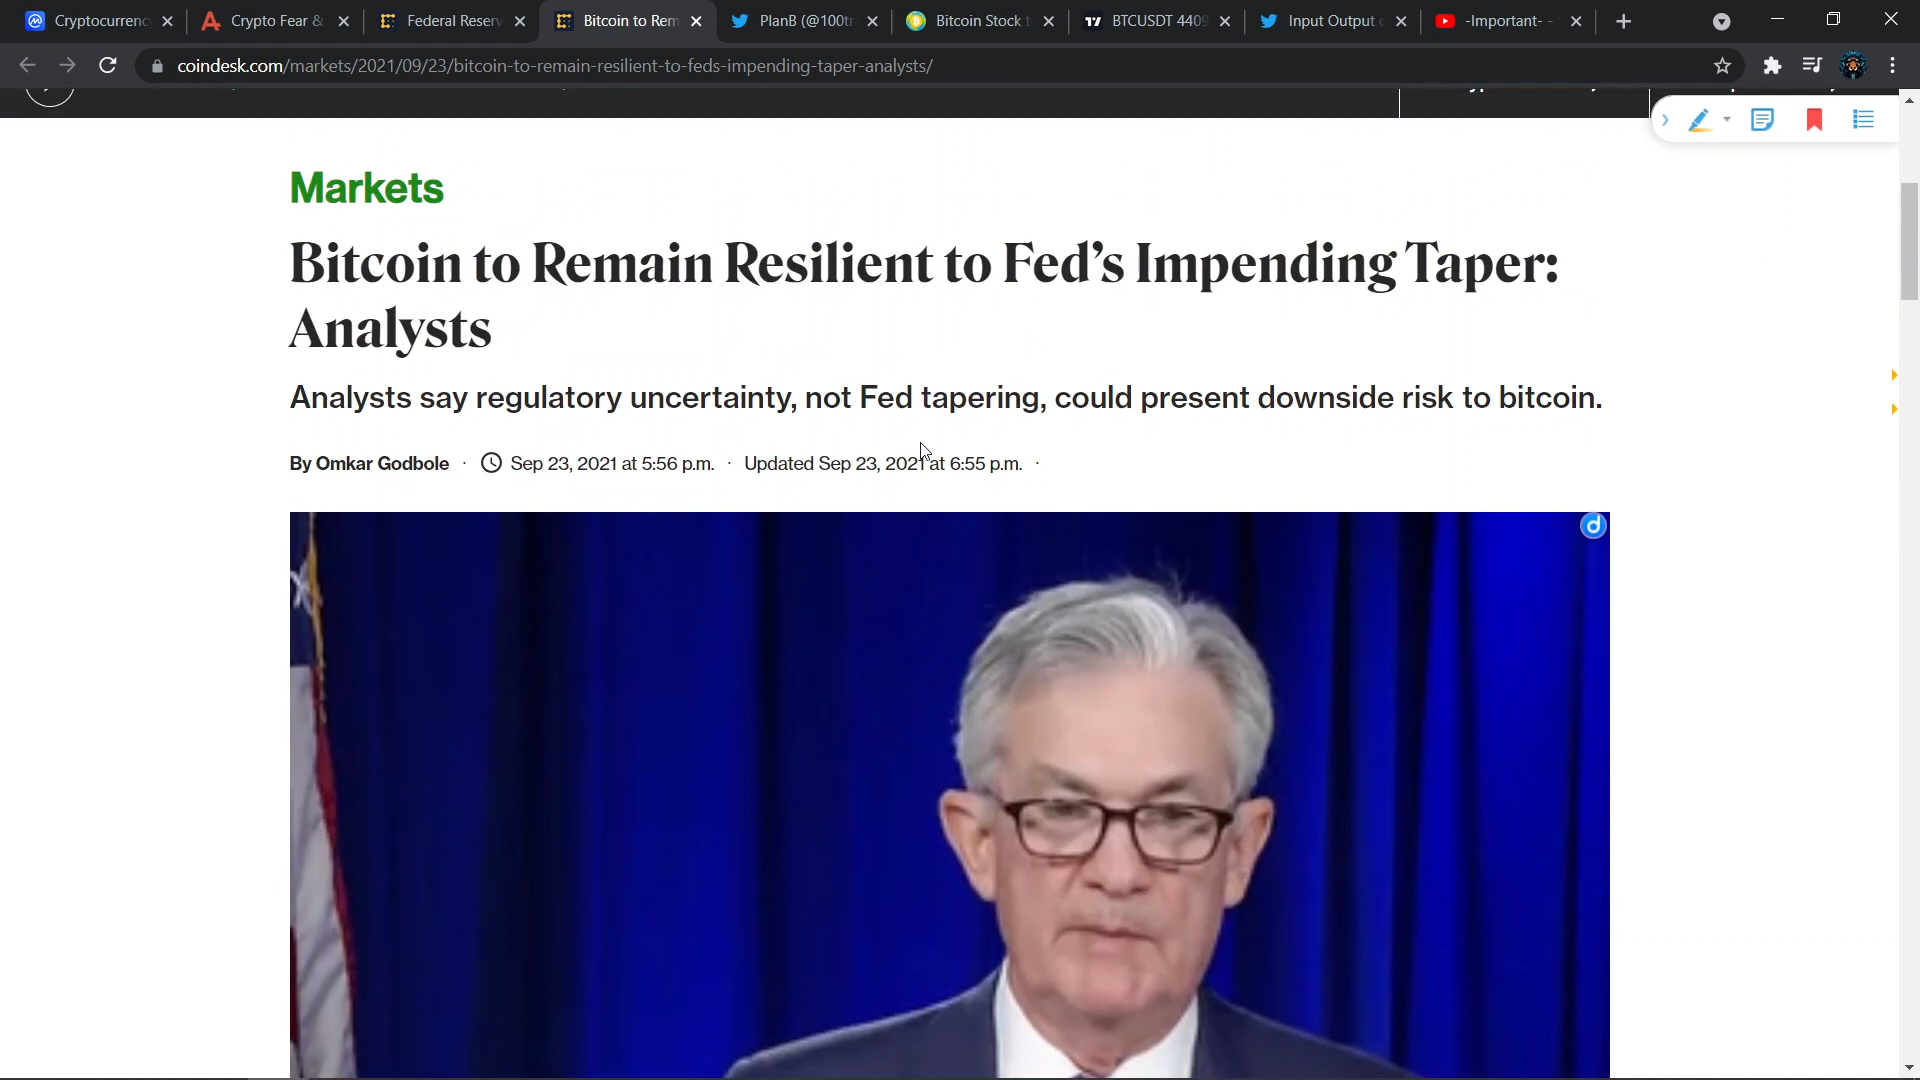 Cryptocurrenc
Crypto Fear &
Federal Reserv
Bitcoin to Rem
PlanB (@100tr
Bitcoin Stock t
BTCUSDT 4409
Input Output
-Important- -
coindesk.com/markets/2021/09/23/bitcoin-to-remain-resilient-to-feds-impending-taper-analysts/
Markets
Bitcoin to Remain Resilient to Fed's Impending Taper:
Analysts
Analysts say regulatory uncertainty, not Fed tapering, could present downside risk to bitcoin.
By Omkar Godbole · Sep 23, 2021 at 5:56 p.m. · Updated Sep 23, 2021 at 6:55 p.m. ·